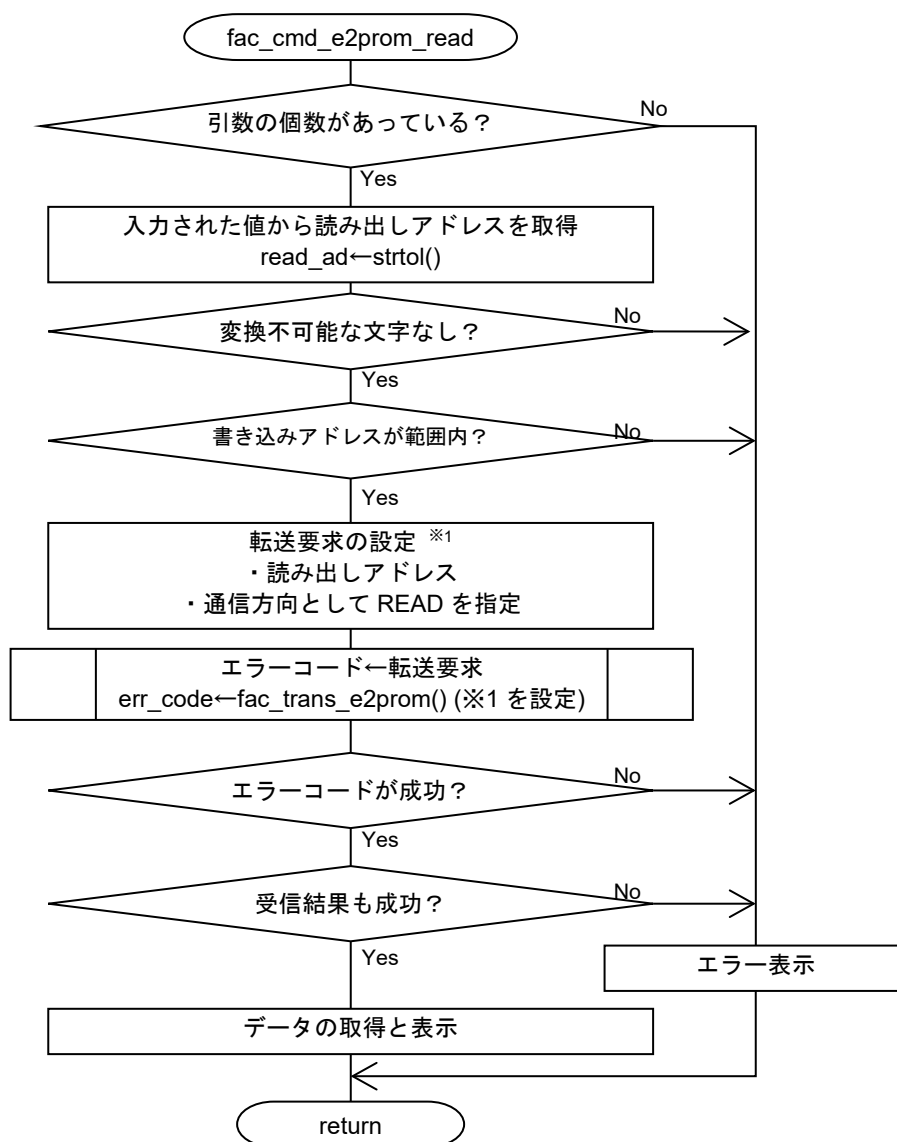 fac_cmd_e2prom_read
引数の個数があっている?
No
Yes
入力された値から読み出しアドレスを取得
read_ad←strtol()
変換不可能な文字なし?
No
Yes
書き込みアドレスが範囲内?
No
Yes
転送要求の設定 ※1
・読み出しアドレス
・通信方向として READ を指定
エラーコード←転送要求
err_code←fac_trans_e2prom() (※1 を設定)
エラーコードが成功?
No
Yes
受信結果も成功?
No
Yes
エラー表示
データの取得と表示
return